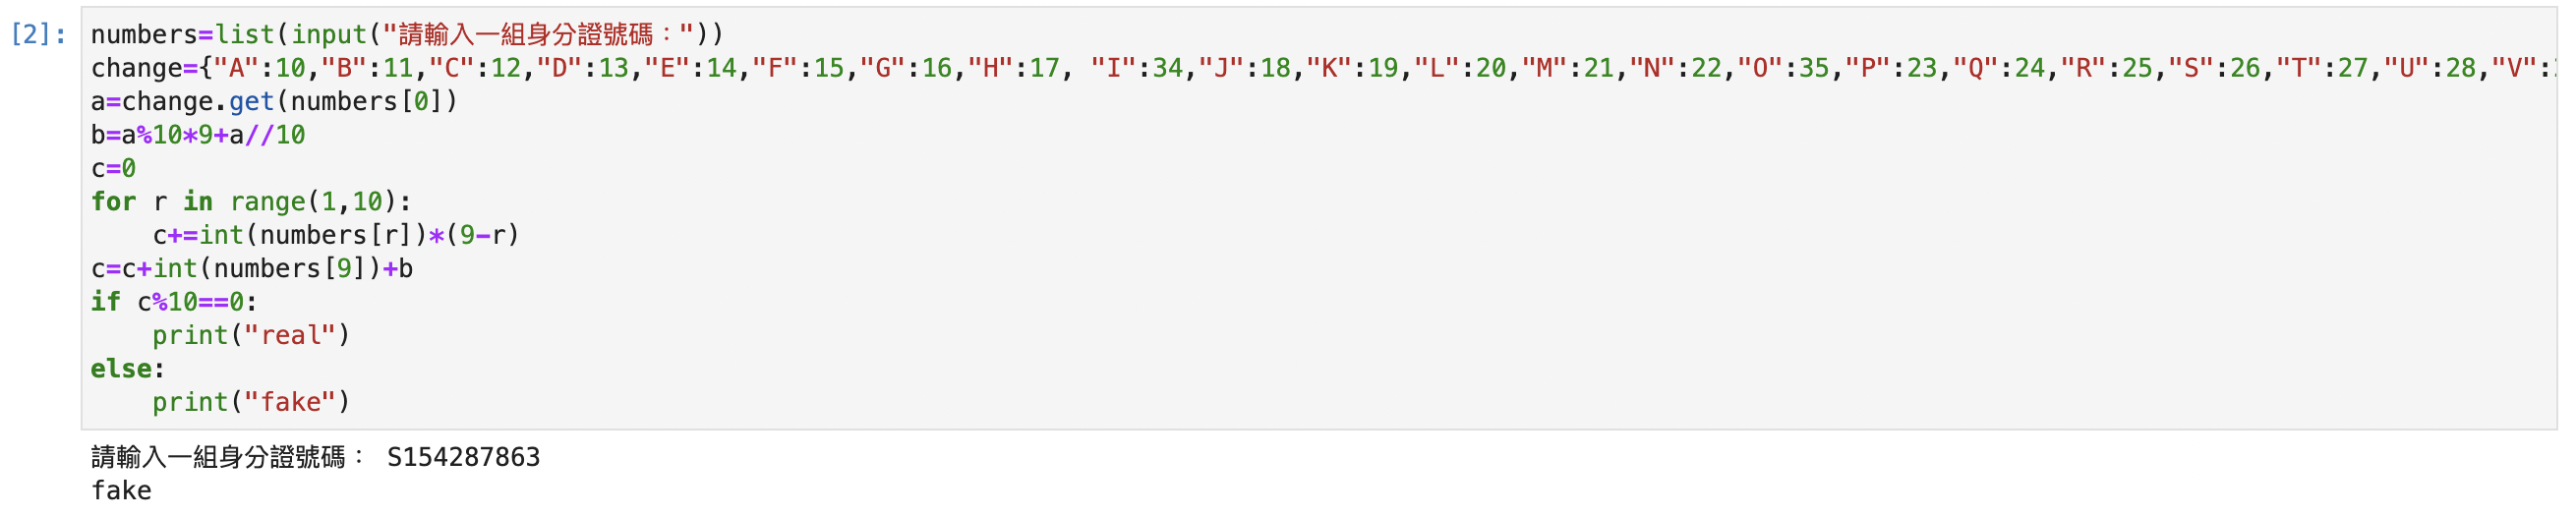 [2]: numbers=list(input("請輸入一組身分證號碼："))
change={"A":10,"B":11,"C":12,"D":13,"E":14,"F":15,"G":16,"H":17, "I":34,"J":18,"K":19,"L":20,"M":21,"N":22,"O":35,"P":23,"Q":24,"R":25,"S":26,"T":27,"U":28,"V":
a=change.get(numbers[0])
b=a%10*9+a//10
c=0
for r in range(1,10):
    c+=int(numbers[r])*(9-r)
c=c+int(numbers[9])+b
if c%10==0:
    print("real")
else:
    print("fake")
請輸入一組身分證號碼： S154287863
fake